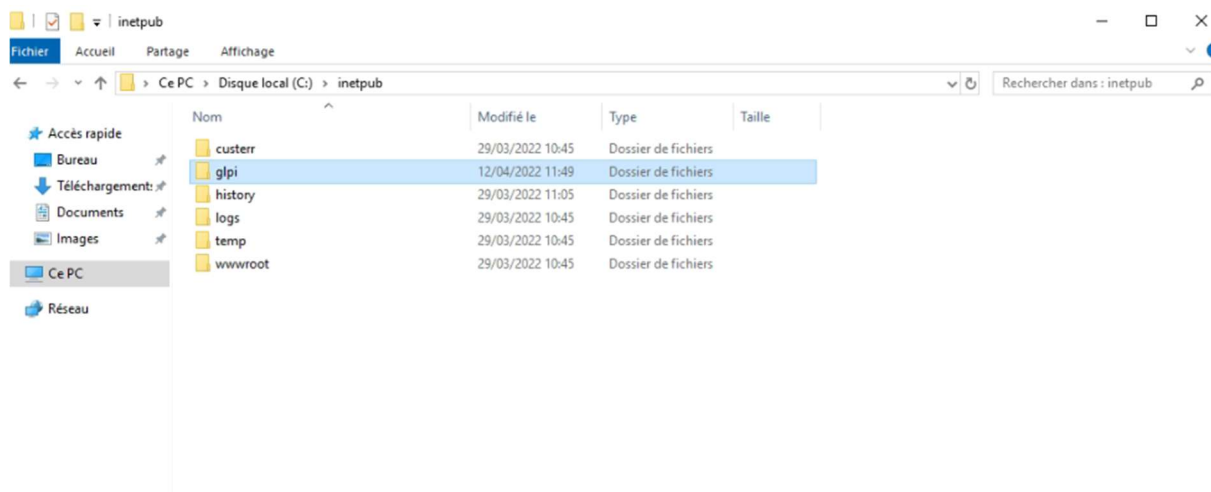 inetpub
Fichier Accueil Partage Affichage
Ce PC > Disque local (C:) > inetpub
Rechercher dans : inetpub
Nom Modifié le Type Taille
Accès rapide
Bureau
Téléchargement:
Documents
Images
Ce PC
Réseau
custerr 29/03/2022 10:45 Dossier de fichiers
glpi 12/04/2022 11:49 Dossier de fichiers
history 29/03/2022 11:05 Dossier de fichiers
logs 29/03/2022 10:45 Dossier de fichiers
temp 29/03/2022 10:45 Dossier de fichiers
wwwroot 29/03/2022 10:45 Dossier de fichiers